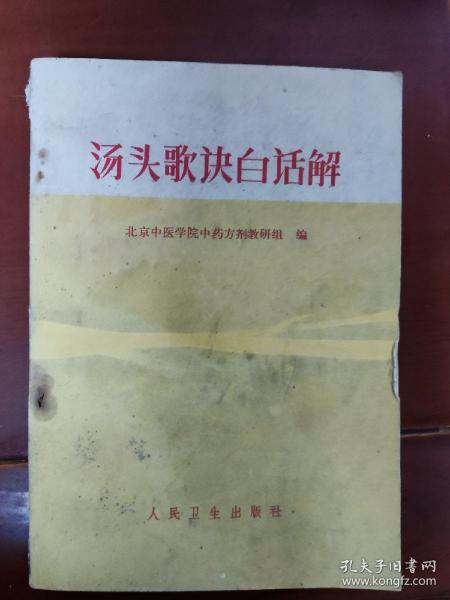 汤头歌诀白话解
北京中医学院中药方剂教研组 编
人民卫生出版社
孔夫子旧书网
www.kongfz.com